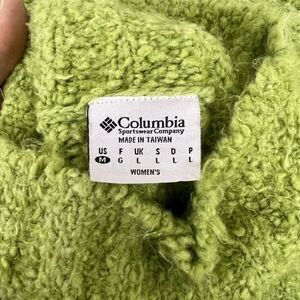 Columbia
Sportswear Company
MADE IN TAIWAN
US F UK S D P
M G L L L L
WOMEN'S